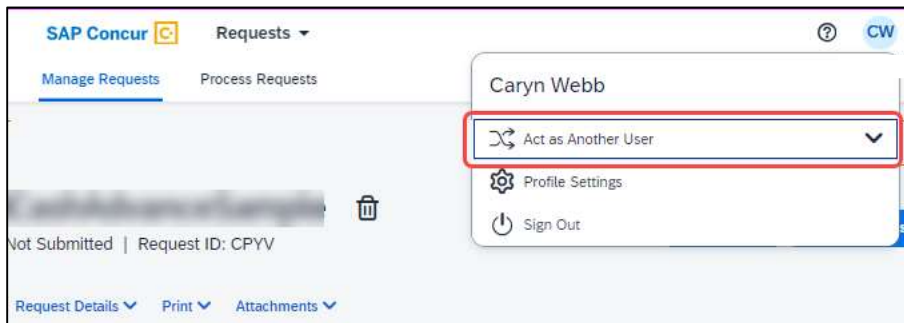 SAP Concur C Requests
CW
Manage Requests Process Requests
Caryn Webb
Act as Another User
Profile Settings
Sign Out
Not Submitted | Request ID: CPYV
Request Details Print Attachments